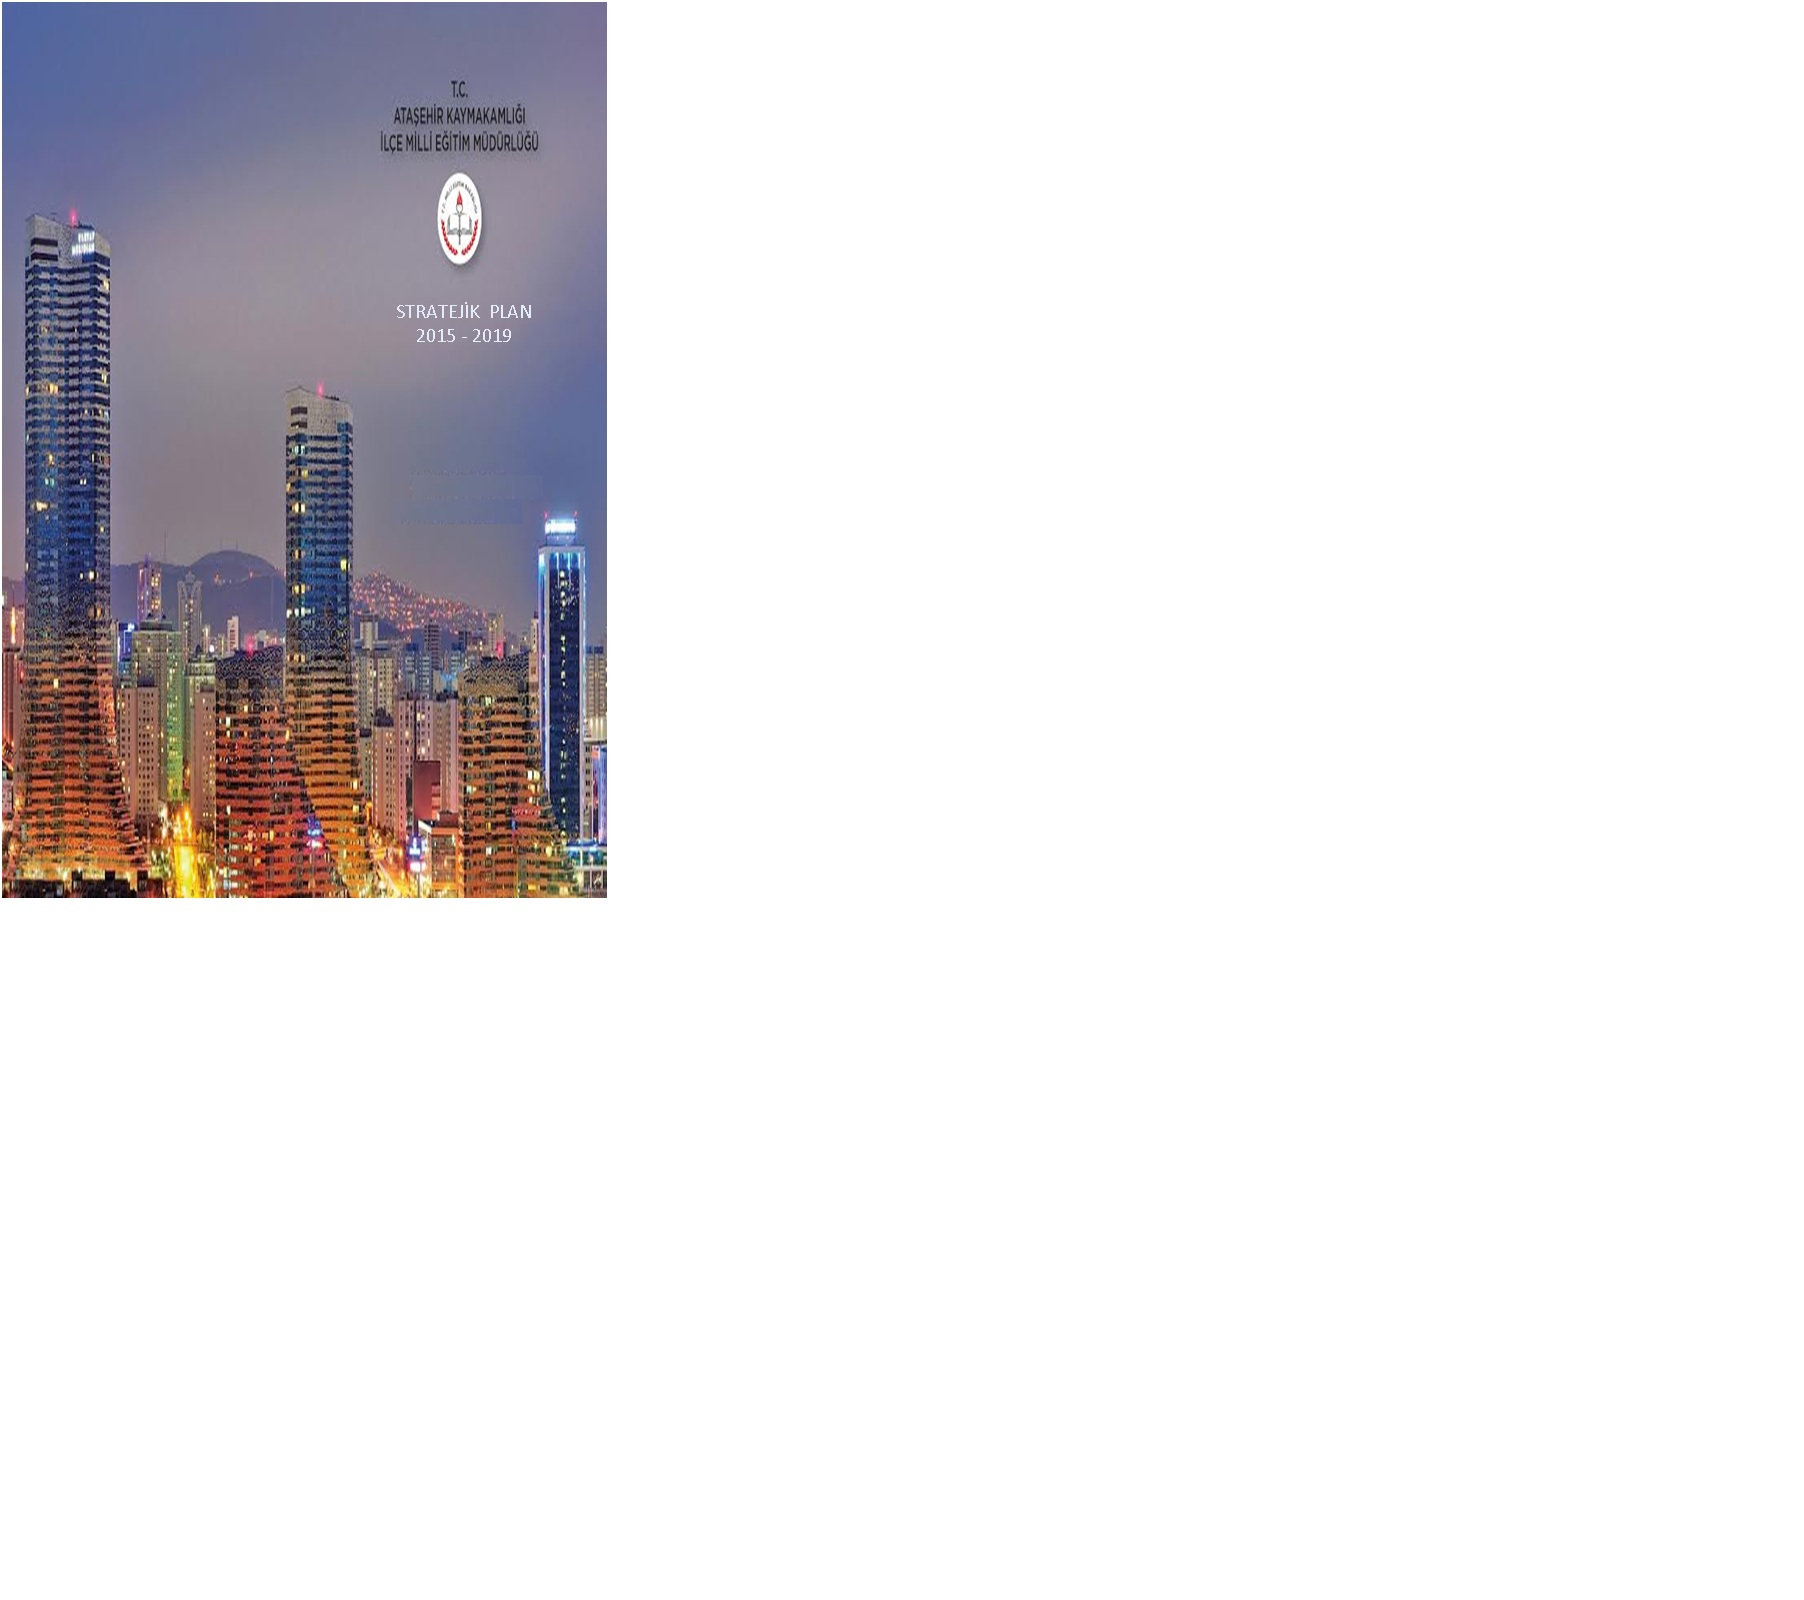 T.C.
ATAŞEHİR KAYMAKAMLIĞI
İLÇE MİLLİ EĞİTİM MÜDÜRLÜĞÜ
STRATEJİK PLAN
2015 - 2019